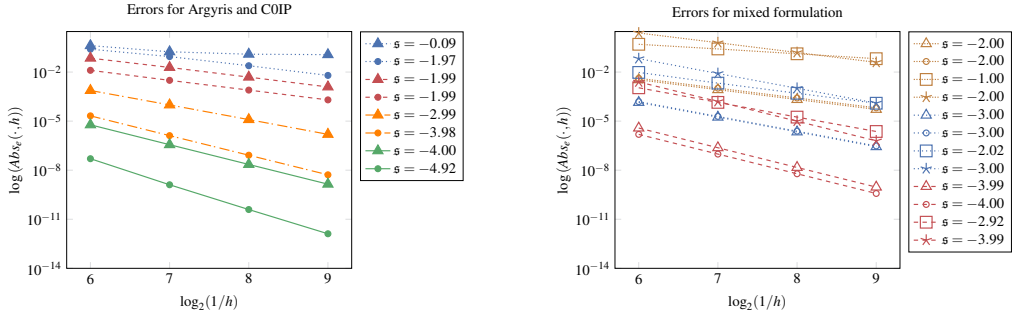 Errors for Argyris and C0IP
log(Abs_e(·,h))
10^−2
10^−5
10^−8
10^−11
10^−14
6 7 8 9
log_2(1/h)
𝔰 = −0.09
𝔰 = −1.97
𝔰 = −1.99
𝔰 = −1.99
𝔰 = −2.99
𝔰 = −3.98
𝔰 = −4.00
𝔰 = −4.92
Errors for mixed formulation
log(Abs_e(·,h))
10^−2
10^−5
10^−8
10^−11
10^−14
6 7 8 9
log_2(1/h)
𝔰 = −2.00
𝔰 = −2.00
𝔰 = −1.00
𝔰 = −2.00
𝔰 = −3.00
𝔰 = −3.00
𝔰 = −2.02
𝔰 = −3.00
𝔰 = −3.99
𝔰 = −4.00
𝔰 = −2.92
𝔰 = −3.99